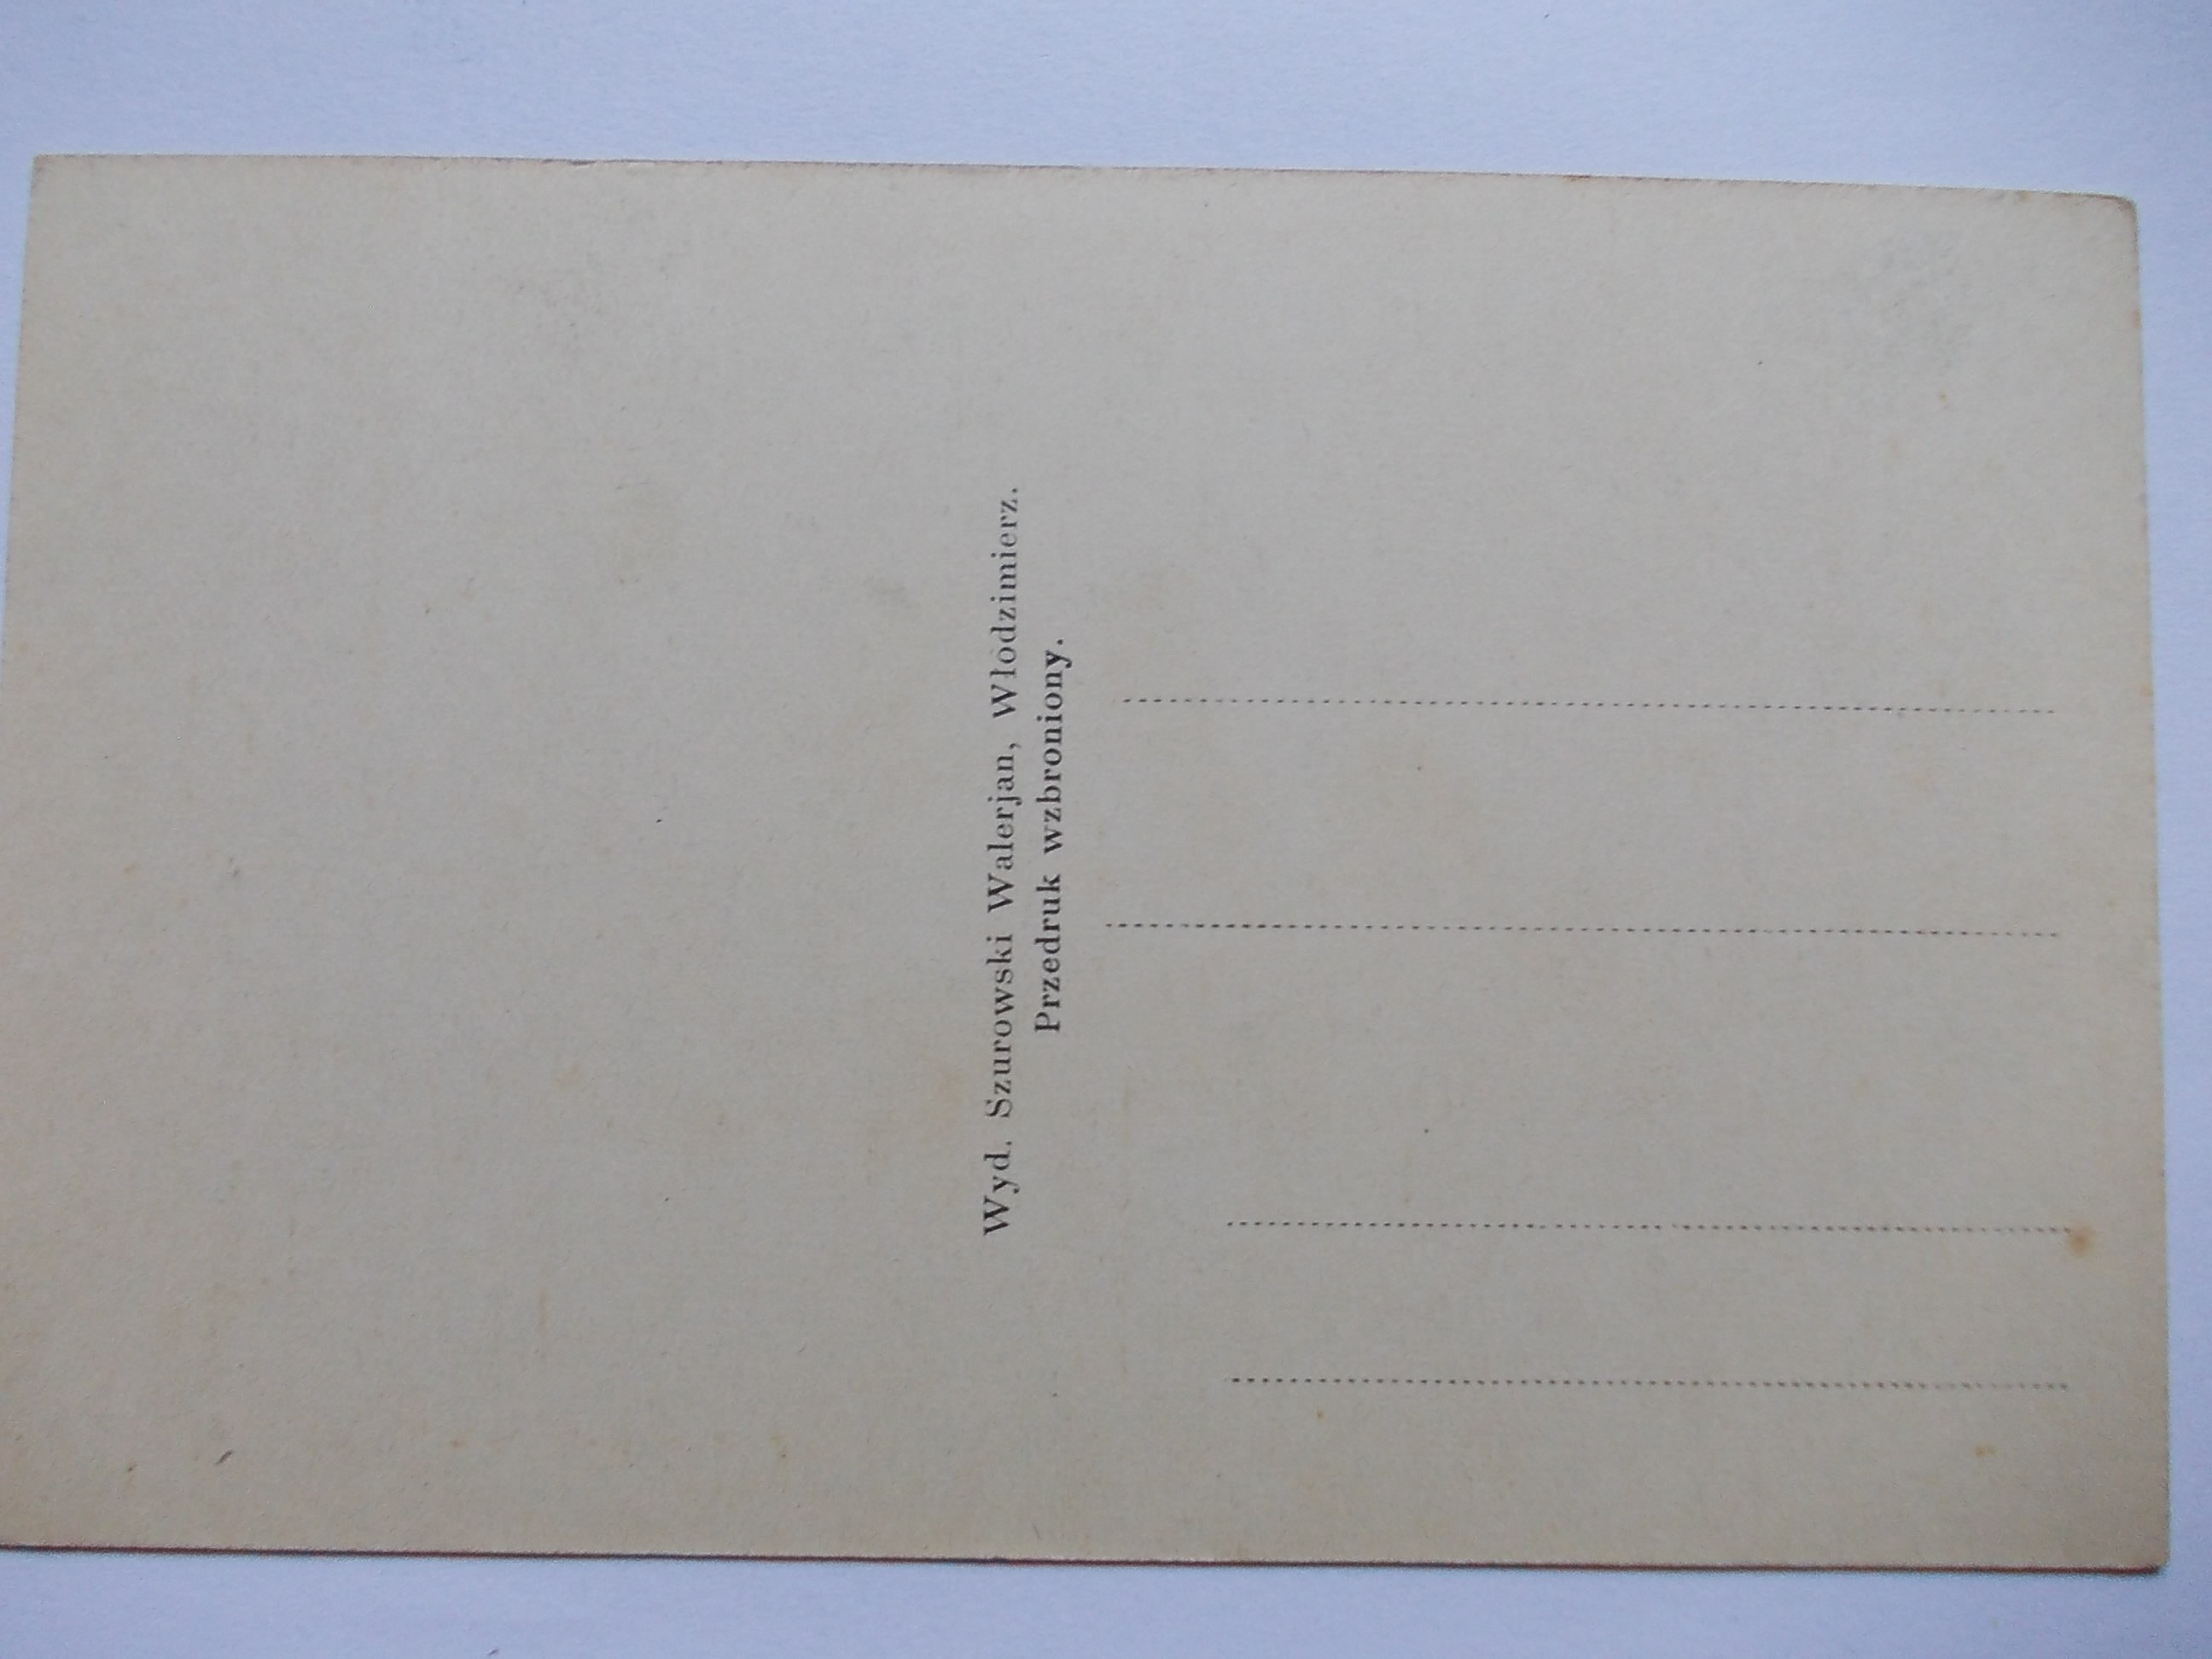 Wyd. Szurowski Walerjan, Włodzimierz.
Przedruk wzbroniony.